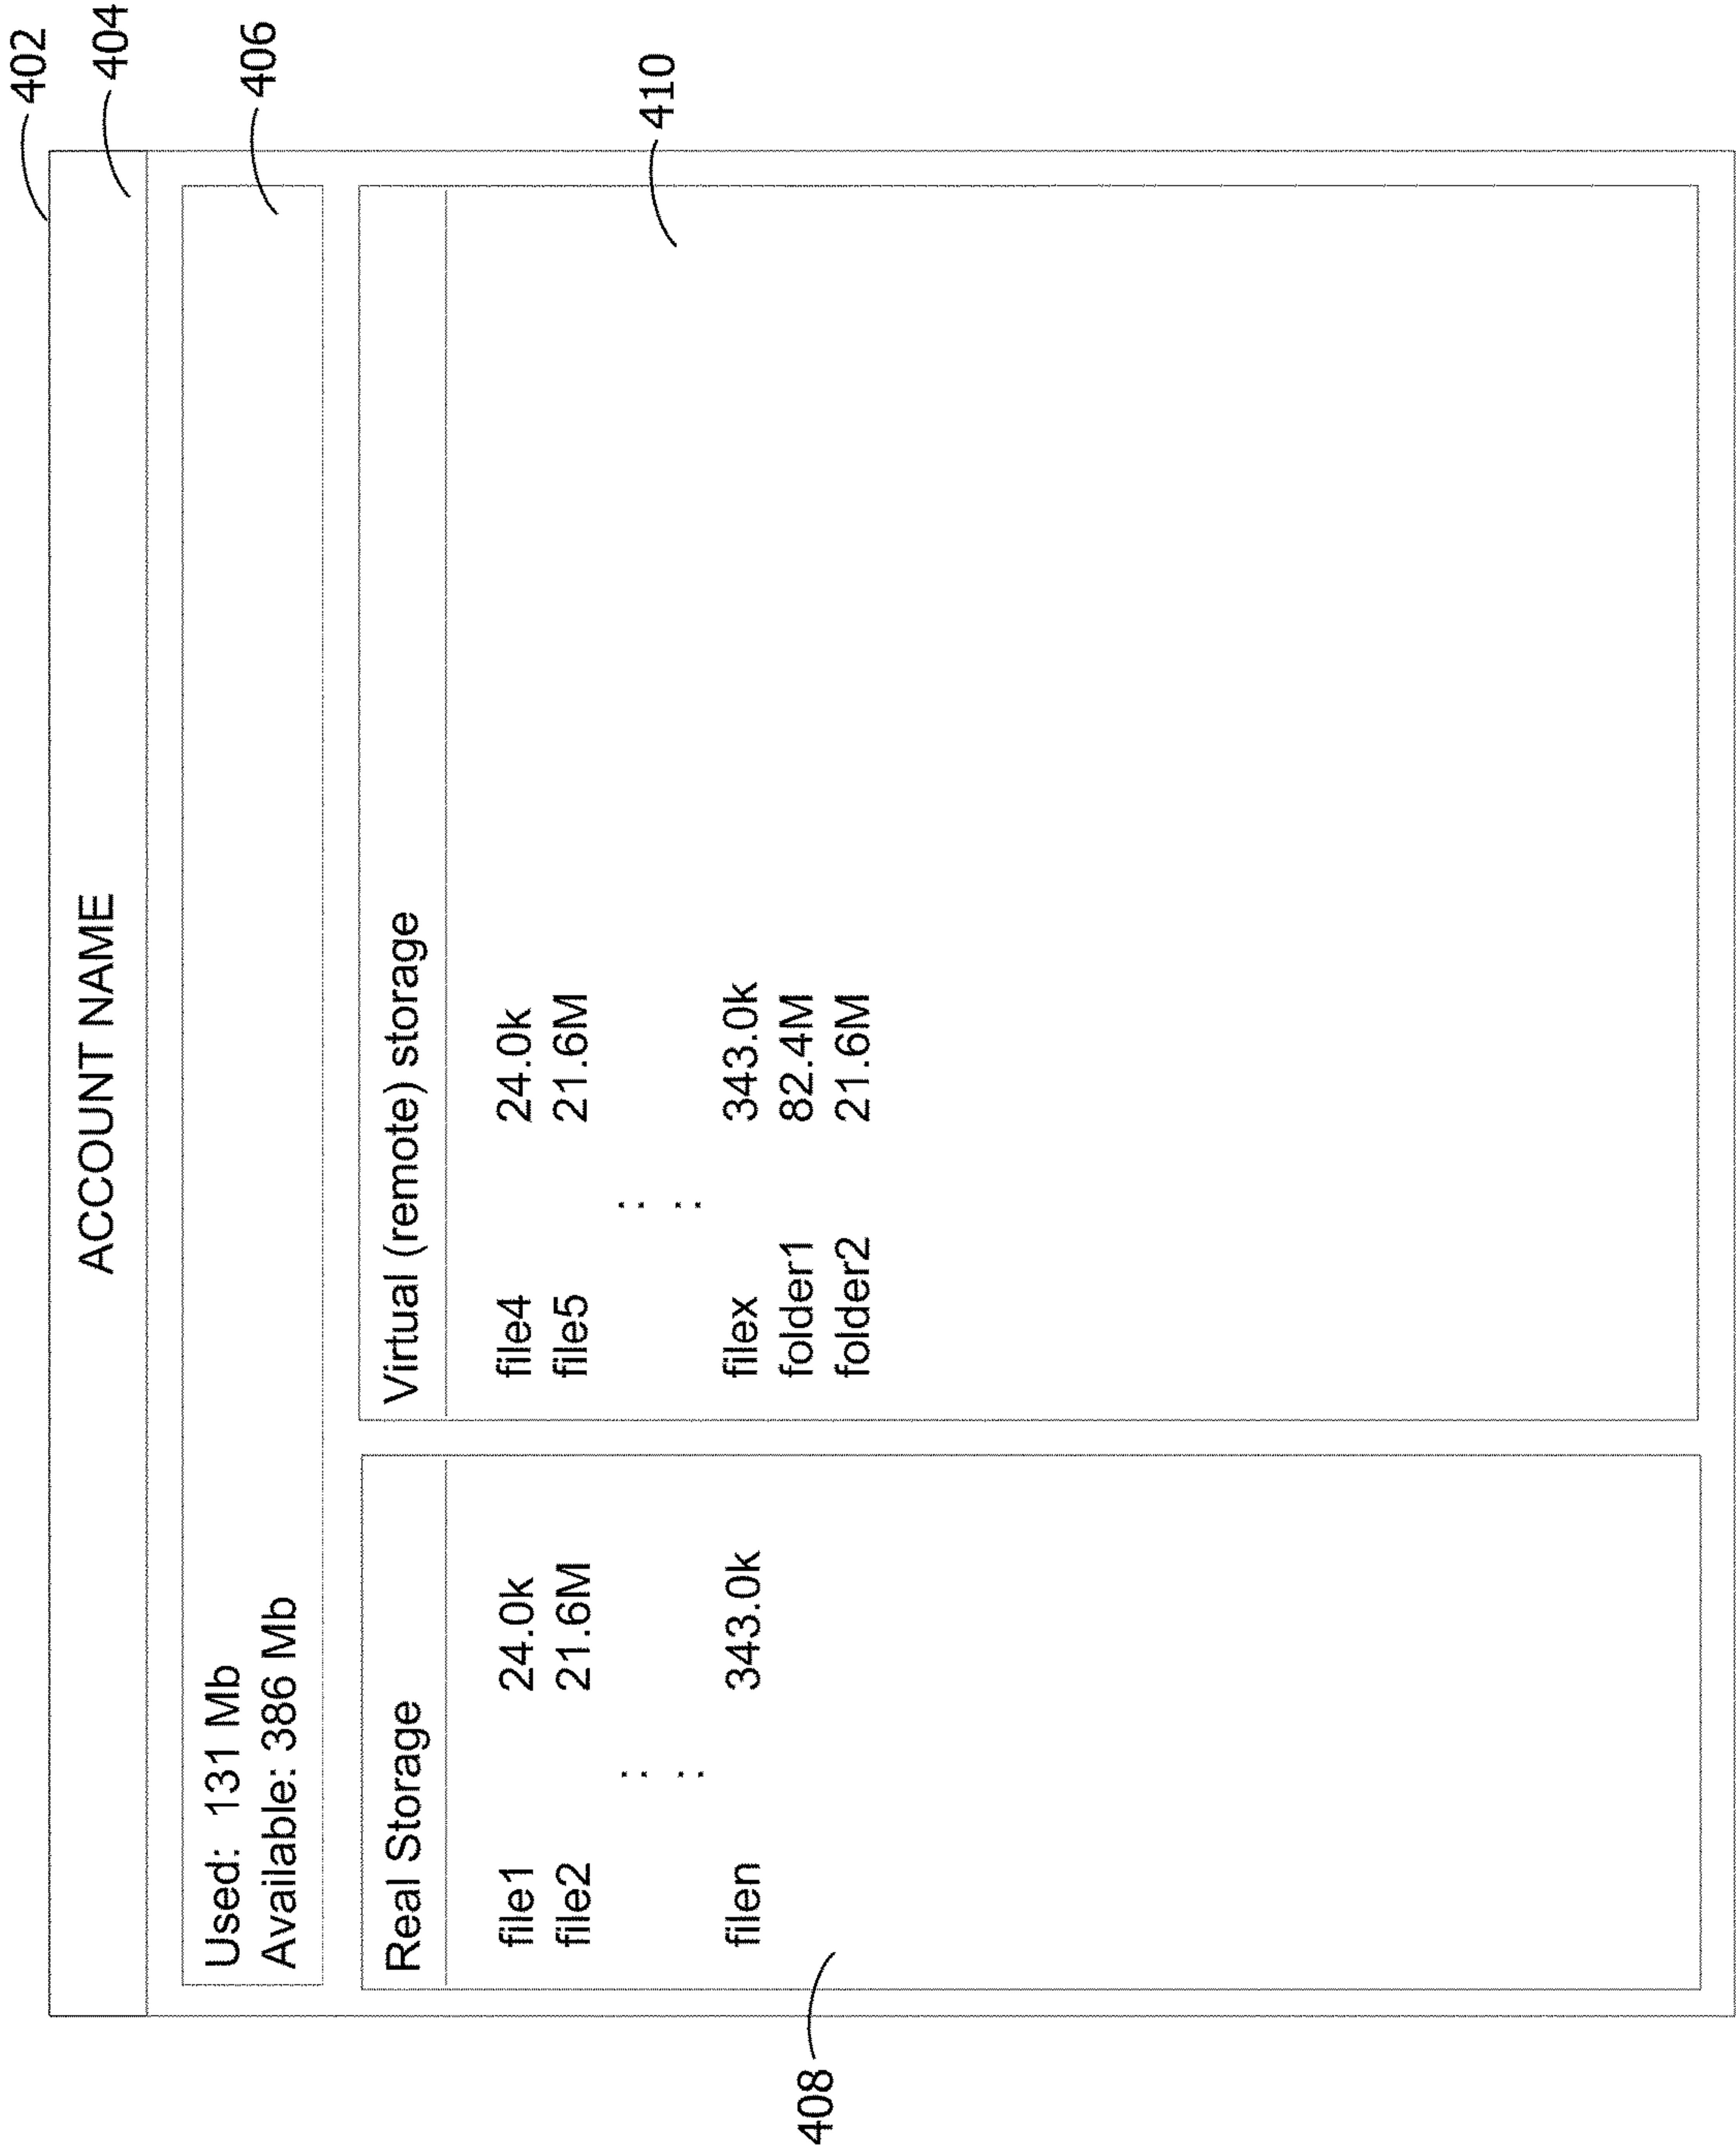 402
404
ACCOUNT NAME
406
Used: 131 Mb
Available: 386 Mb
Real Storage
file1 24.0k
file2 21.6M
: :
filen 343.0k
408
Virtual (remote) storage
410
file4 24.0k
file5 21.6M
: :
filex 343.0k
folder1 82.4M
folder2 21.6M